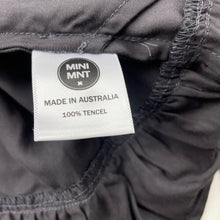 MINI
MNT
MADE IN AUSTRALIA
100% TENCEL